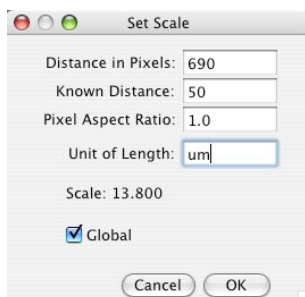 Set Scale
Distance in Pixels: 690
Known Distance: 50
Pixel Aspect Ratio: 1.0
Unit of Length: um
Scale: 13.800
Global
Cancel OK